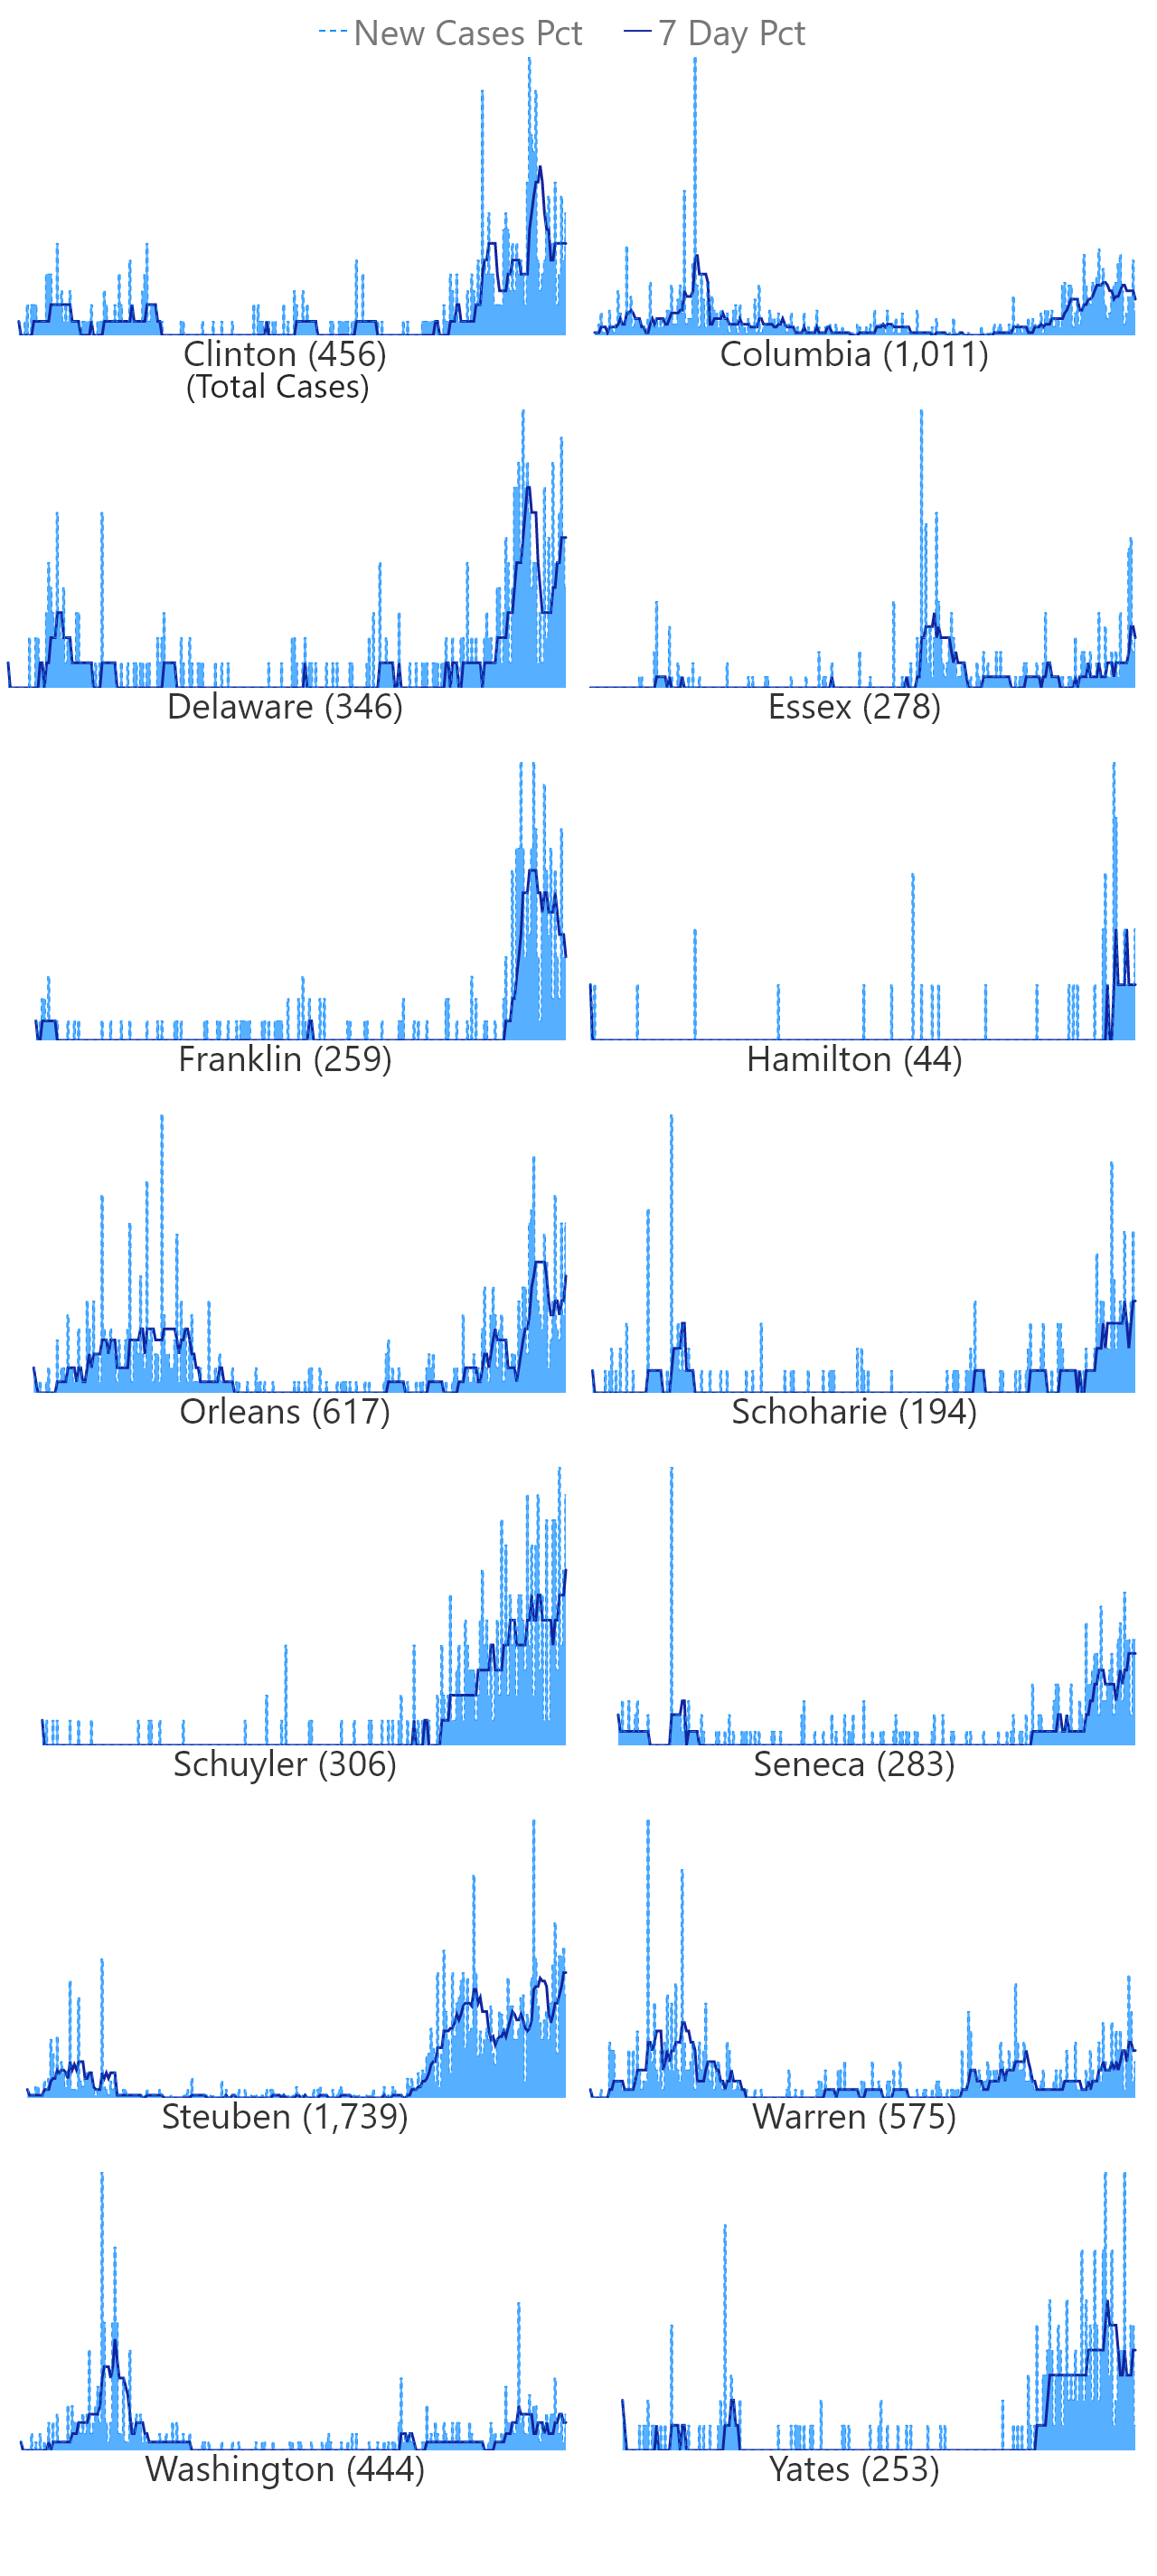 New Cases Pct 7 Day Pct
Clinton (456) Columbia (1,011)
(Total Cases)
Delaware (346) Essex (278)
Franklin (259) Hamilton (44)
Orleans (617) Schoharie (194)
Schuyler (306) Seneca (283)
Steuben (1,739) Warren (575)
Washington (444) Yates (253)